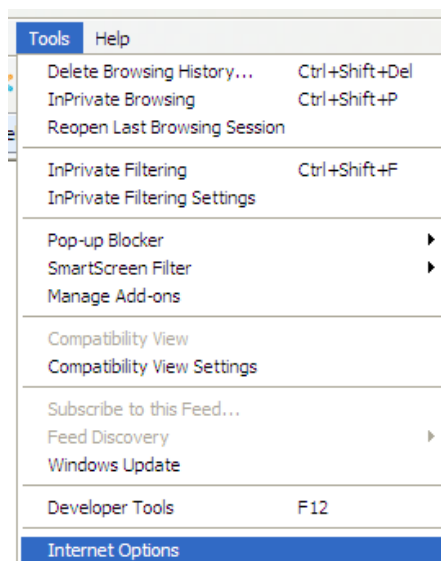 Tools Help
Delete Browsing History... Ctrl+Shift+Del
InPrivate Browsing Ctrl+Shift+P
Reopen Last Browsing Session
InPrivate Filtering Ctrl+Shift+F
InPrivate Filtering Settings
Pop-up Blocker
SmartScreen Filter
Manage Add-ons
Compatibility View
Compatibility View Settings
Subscribe to this Feed...
Feed Discovery
Windows Update
Developer Tools F12
Internet Options